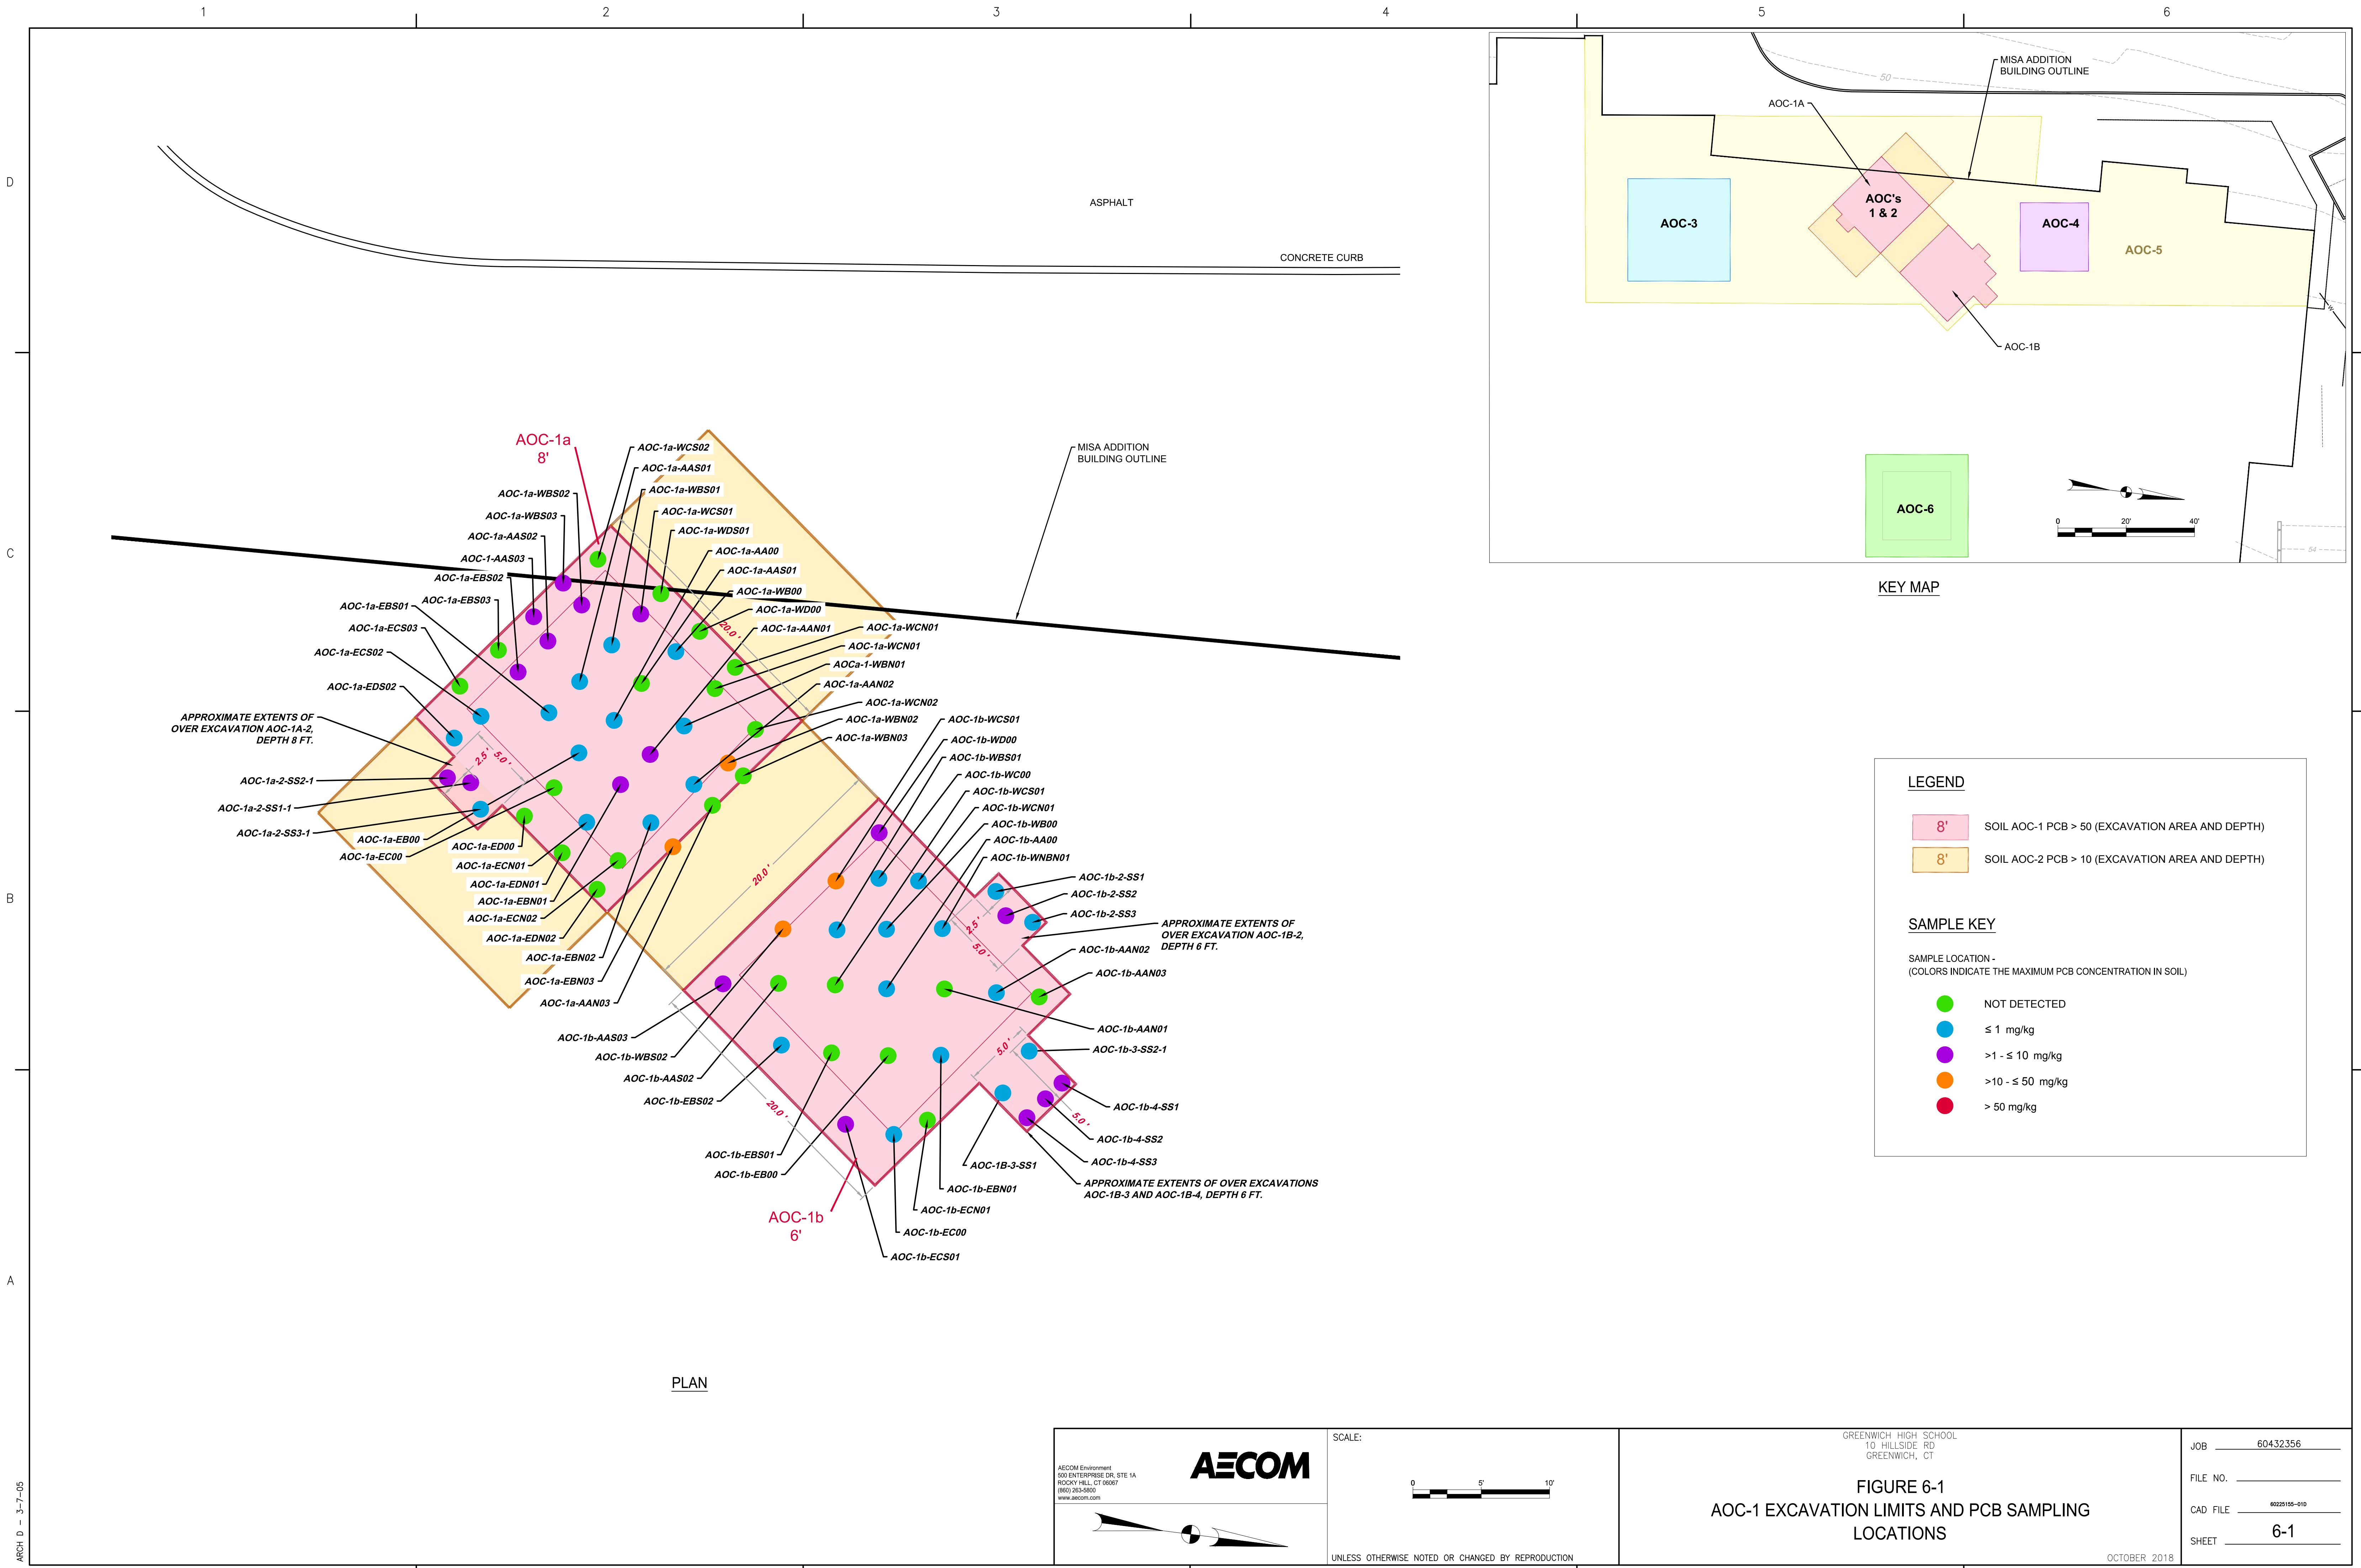 1
2
3
4
5
6
D
C
B
A
ASPHALT
CONCRETE CURB
MISA ADDITION
BUILDING OUTLINE
50
AOC-1A
AOC's
1 & 2
AOC-3
AOC-4
AOC-5
AOC-1B
AOC-6
W
54
0
20'
40'
KEY MAP
AOC-1a
8'
AOC-1a-WCS02
AOC-1a-AAS01
AOC-1a-WBS01
AOC-1a-WBS02
AOC-1a-WCS01
AOC-1a-WBS03
AOC-1a-WDS01
AOC-1a-AAS02
AOC-1a-AA00
AOC-1-AAS03
AOC-1a-AAS01
AOC-1a-EBS02
AOC-1a-WB00
AOC-1a-EBS03
AOC-1a-EBS01
AOC-1a-WD00
AOC-1a-ECS03
AOC-1a-AAN01
AOC-1a-WCN01
AOC-1a-WCN01
AOC-1a-ECS02
AOCa-1-WBN01
AOC-1a-EDS02
AOC-1a-AAN02
AOC-1a-WCN02
AOC-1a-WBN02
AOC-1a-WBN03
20.0 '
MISA ADDITION
BUILDING OUTLINE
APPROXIMATE EXTENTS OF
OVER EXCAVATION AOC-1A-2,
DEPTH 8 FT.
2.5 '
5.0 '
AOC-1a-2-SS2-1
AOC-1a-2-SS1-1
AOC-1a-2-SS3-1
AOC-1a-EB00
AOC-1a-EC00
AOC-1a-ED00
AOC-1a-ECN01
AOC-1a-EDN01
AOC-1a-EBN01
AOC-1a-ECN02
AOC-1a-EDN02
AOC-1a-EBN02
AOC-1a-EBN03
AOC-1a-AAN03
20.0 '
AOC-1b-WCS01
AOC-1b-WD00
AOC-1b-WBS01
AOC-1b-WC00
AOC-1b-WCS01
AOC-1b-WCN01
AOC-1b-WB00
AOC-1b-AA00
AOC-1b-WNBN01
AOC-1b-2-SS1
AOC-1b-2-SS2
AOC-1b-2-SS3
2.5 '
5.0 '
APPROXIMATE EXTENTS OF
OVER EXCAVATION AOC-1B-2,
DEPTH 6 FT.
AOC-1b-AAN02
AOC-1b-AAN03
AOC-1b-AAN01
AOC-1b-AAS03
AOC-1b-WBS02
AOC-1b-AAS02
AOC-1b-EBS02
20.0 '
5.0 '
AOC-1b-3-SS2-1
5.0 '
AOC-1b-4-SS1
AOC-1b-4-SS2
AOC-1b-4-SS3
AOC-1b-EBS01
AOC-1b-EB00
AOC-1B-3-SS1
APPROXIMATE EXTENTS OF OVER EXCAVATIONS
AOC-1B-3 AND AOC-1B-4, DEPTH 6 FT.
AOC-1b-EBN01
AOC-1b-ECN01
AOC-1b-EC00
AOC-1b-ECS01
AOC-1b
6'
PLAN
LEGEND
8' SOIL AOC-1 PCB > 50 (EXCAVATION AREA AND DEPTH)
8' SOIL AOC-2 PCB > 10 (EXCAVATION AREA AND DEPTH)
SAMPLE KEY
SAMPLE LOCATION -
(COLORS INDICATE THE MAXIMUM PCB CONCENTRATION IN SOIL)
NOT DETECTED
≤ 1 mg/kg
>1 - ≤ 10 mg/kg
>10 - ≤ 50 mg/kg
> 50 mg/kg
AECOM Environment
500 ENTERPRISE DR, STE 1A
ROCKY HILL, CT 06067
(860) 263-5800
www.aecom.com
AECOM
SCALE:
0
5'
10'
UNLESS OTHERWISE NOTED OR CHANGED BY REPRODUCTION
GREENWICH HIGH SCHOOL
10 HILLSIDE RD
GREENWICH, CT
FIGURE 6-1
AOC-1 EXCAVATION LIMITS AND PCB SAMPLING
LOCATIONS
OCTOBER 2018
JOB 60432356
FILE NO.
CAD FILE 60225155-010
SHEET 6-1
ARCH D - 3-7-05